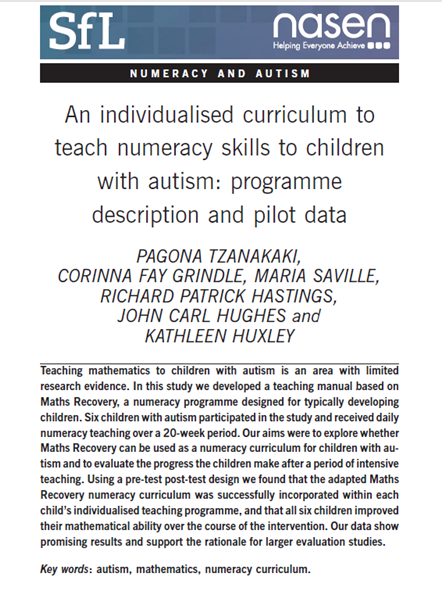 SfL
nasen
Helping Everyone Achieve
NUMERACY AND AUTISM
An individualised curriculum to
teach numeracy skills to children
with autism: programme
description and pilot data
PAGONA TZANAKAKI,
CORINNA FAY GRINDLE, MARIA SAVILLE,
RICHARD PATRICK HASTINGS,
JOHN CARL HUGHES and
KATHLEEN HUXLEY
Teaching mathematics to children with autism is an area with limited
research evidence. In this study we developed a teaching manual based on
Maths Recovery, a numeracy programme designed for typically developing
children. Six children with autism participated in the study and received daily
numeracy teaching over a 20-week period. Our aims were to explore whether
Maths Recovery can be used as a numeracy curriculum for children with au-
tism and to evaluate the progress the children make after a period of intensive
teaching. Using a pre-test post-test design we found that the adapted Maths
Recovery numeracy curriculum was successfully incorporated within each
child's individualised teaching programme, and that all six children improved
their mathematical ability over the course of the intervention. Our data show
promising results and support the rationale for larger evaluation studies.
Key words: autism, mathematics, numeracy curriculum.